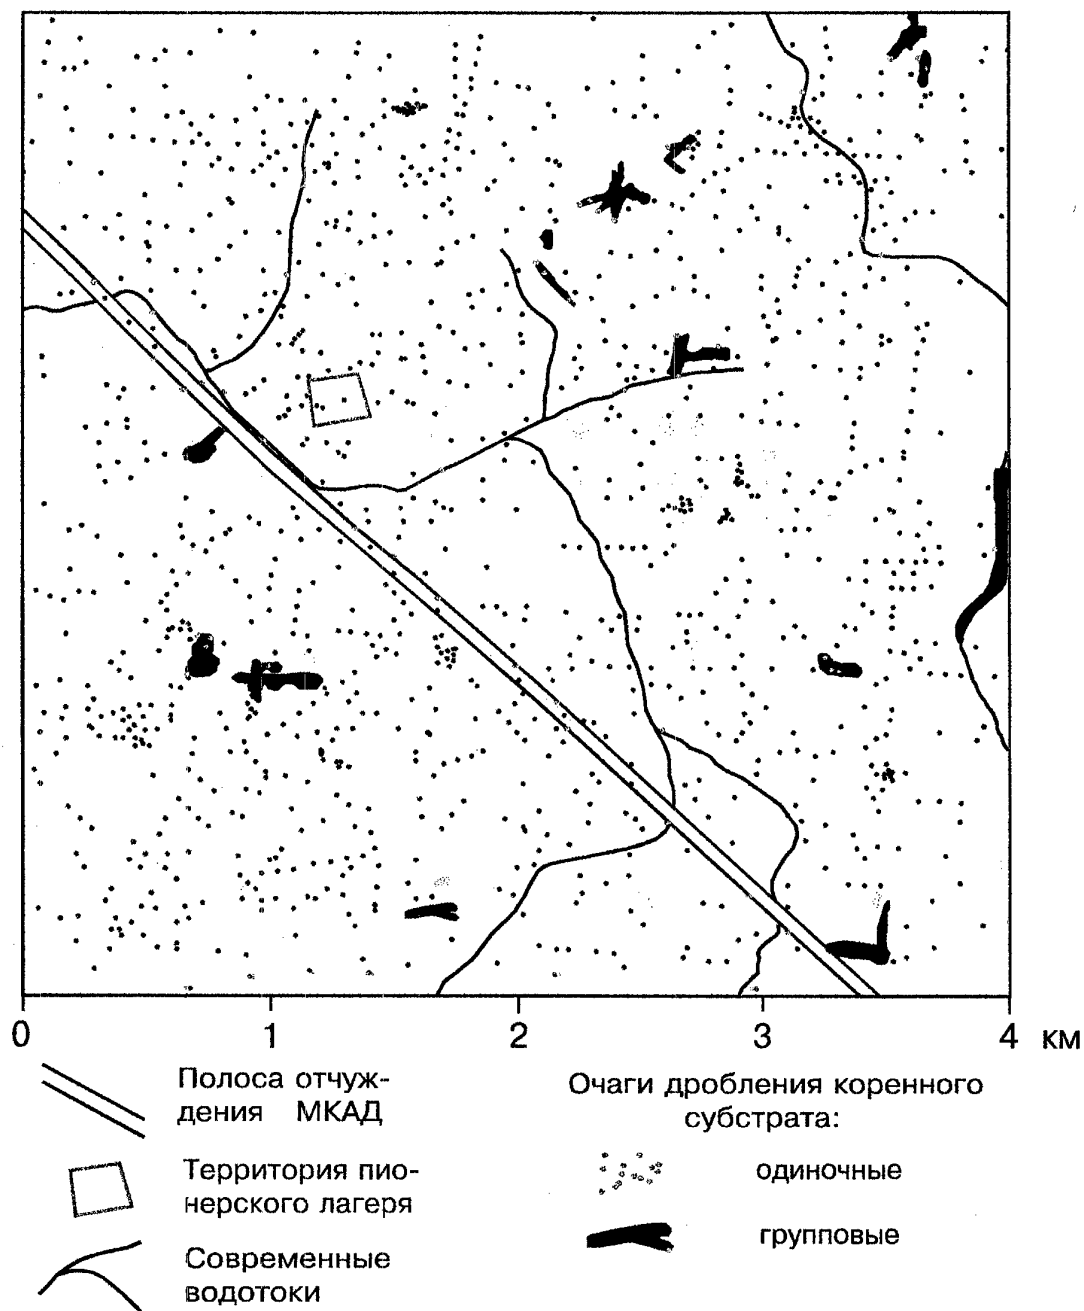 0 1 2 3 4 км
Полоса отчуж-
дения МКАД
Территория пио-
нерского лагеря
Современные
водотоки
Очаги дробления коренного
субстрата:
одиночные
групповые